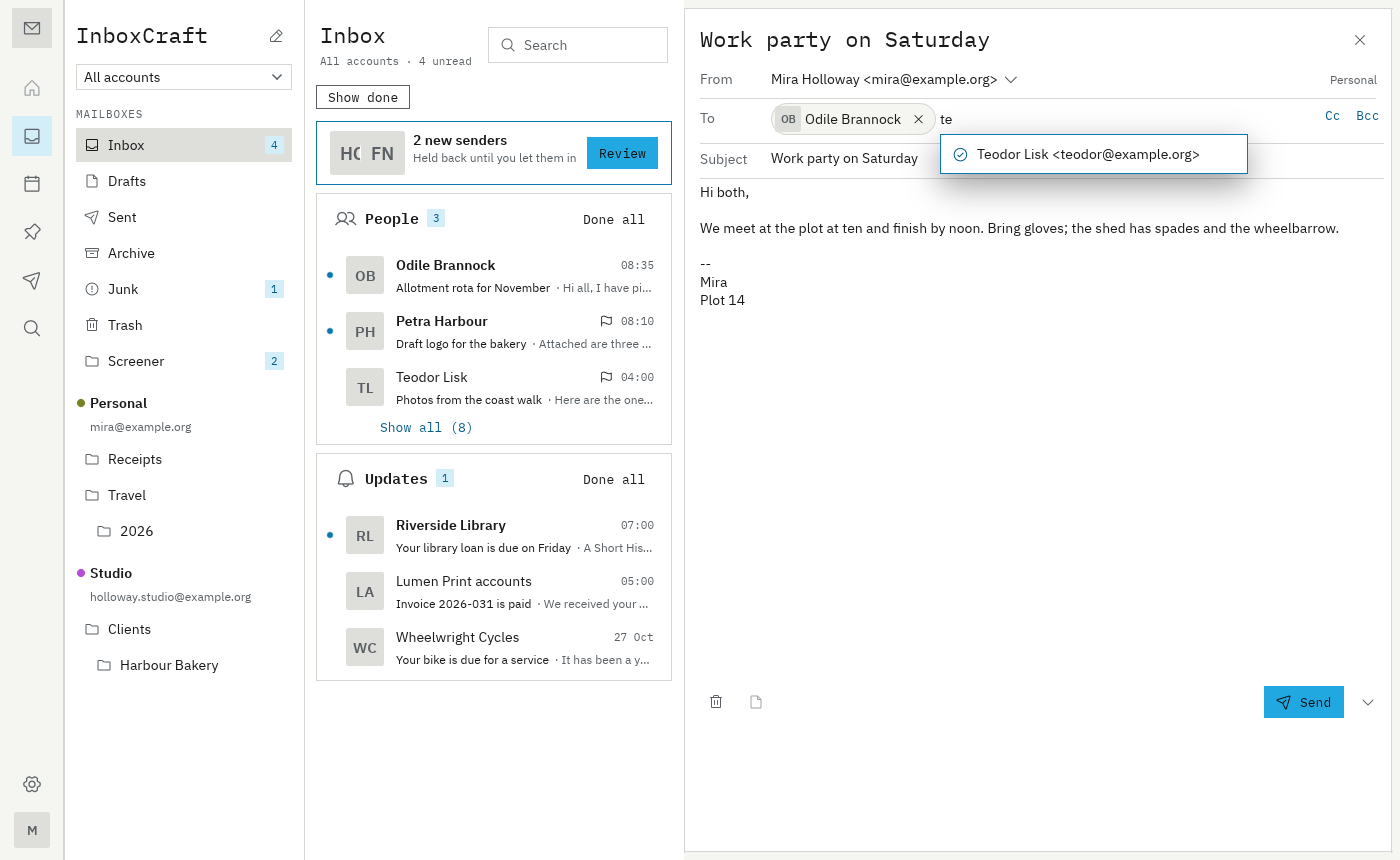 InboxCraft
All accounts
MAILBOXES
Inbox 4
Drafts
Sent
Archive
Junk 1
Trash
Screener 2
Personal
mira@example.org
Receipts
Travel
2026
Studio
holloway.studio@example.org
Clients
Harbour Bakery
M
Inbox
All accounts · 4 unread
Search
Show done
FN
2 new senders
Held back until you let them in
Review
People 3
Done all
OB
Odile Brannock 08:35
Allotment rota for November · Hi all, I have pi…
PH
Petra Harbour 08:10
Draft logo for the bakery · Attached are three …
TL
Teodor Lisk 04:00
Photos from the coast walk · Here are the one…
Show all (8)
Updates 1
Done all
RL
Riverside Library 07:00
Your library loan is due on Friday · A Short His…
LA
Lumen Print accounts 05:00
Invoice 2026-031 is paid · We received your …
WC
Wheelwright Cycles 27 Oct
Your bike is due for a service · It has been a y…
Work party on Saturday
From Mira Holloway <mira@example.org> Personal
To OB Odile Brannock te Cc Bcc
Teodor Lisk <teodor@example.org>
Subject Work party on Saturday
Hi both,
We meet at the plot at ten and finish by noon. Bring gloves; the shed has spades and the wheelbarrow.
--
Mira
Plot 14
Send